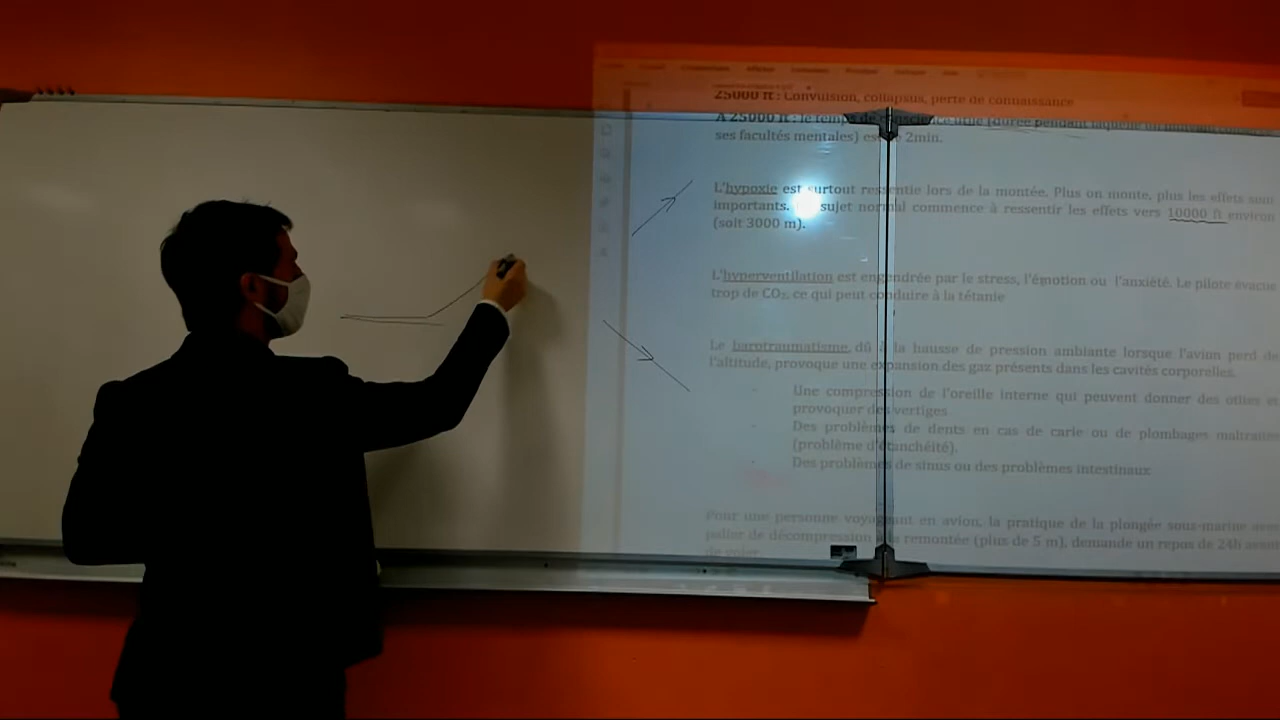 25000 ft : Convulsion, collapsus, perte de connaissance
A 25000 ft : le temps de conscience utile (durée pendant
ses facultés mentales) est de 2min.
L'hypoxie est surtout ressentie lors de la montée. Plus on monte, plus les effets sont
importants. sujet normal commence à ressentir les effets vers 10000 ft environ
(soit 3000 m).
L'hyperventilation est engendrée par le stress, l'émotion ou l'anxiété. Le pilote évacue
trop de CO2, ce qui peut conduire à la tétanie
Le barotraumatisme, dû à la hausse de pression ambiante lorsque l'avion perd de
l'altitude, provoque une expansion des gaz présents dans les cavités corporelles.
- Une compression de l'oreille interne qui peuvent donner des otites et
provoquer des vertiges
- Des problèmes de dents en cas de carie ou de plombages maltraités
(problème d'étanchéité).
- Des problèmes de sinus ou des problèmes intestinaux
Pour une personne voyageant en avion, la pratique de la plongée sous-marine avec
palier de décompression à la remontée (plus de 5 m), demande un repos de 24h avant
de voler.